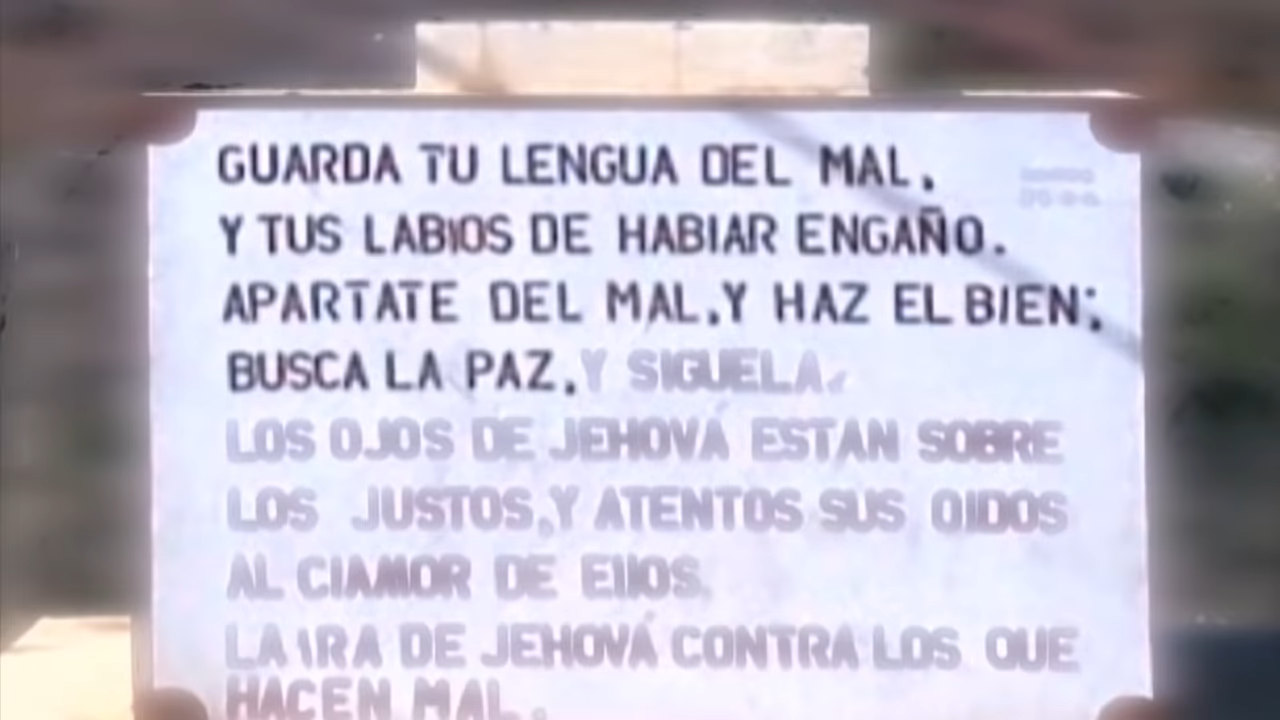 GUARDA TU LENGUA DEL MAL,
Y TUS LABIOS DE HABIAR ENGAÑO.
APARTATE DEL MAL,Y HAZ EL BIEN;
BUSCA LA PAZ,Y SIGUELA.
LOS OJOS DE JEHOVÁ ESTAN SOBRE
LOS JUSTOS,Y ATENTOS SUS OIDOS
AL CIAMOR DE EIIOS.
LA IRA DE JEHOVÁ CONTRA LOS QUE
HACEN MAL.